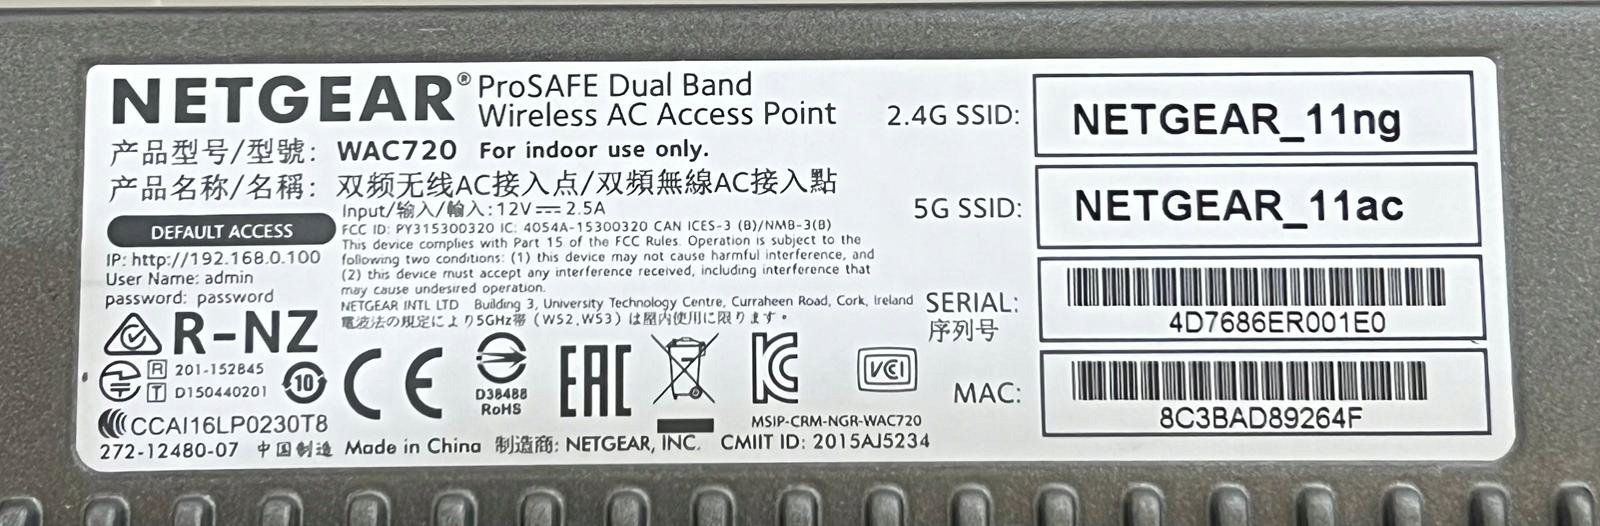 NETGEAR® ProSAFE Dual Band
Wireless AC Access Point
产品型号/型號: WAC720 For indoor use only.
产品名称/名稱: 双频无线AC接入点/双頻無線AC接入點
DEFAULT ACCESS
IP: http://192.168.0.100
User Name: admin
password: password
Input/输入/輸入: 12V⎓2.5A
FCC ID: PY315300320 IC: 4054A-15300320 CAN ICES-3 (B)/NMB-3(B)
This device complies with Part 15 of the FCC Rules. Operation is subject to the
following two conditions: (1) this device may not cause harmful interference, and
(2) this device must accept any interference received, including interference that
may cause undesired operation.
NETGEAR INTL LTD Building 3, University Technology Centre, Curraheen Road, Cork, Ireland
電波法の規定により5GHz帯(W52,W53)は屋内使用に限ります。
R-NZ
R 201-152845
T D150440201
10
CE
D38488
RoHS
EAC
KC
VCCI
MSIP-CRM-NGR-WAC720
CCAI16LP0230T8
272-12480-07 中国制造 Made in China 制造商: NETGEAR, INC. CMIIT ID: 2015AJ5234
2.4G SSID: NETGEAR_11ng
5G SSID: NETGEAR_11ac
SERIAL:
序列号
4D7686ER001E0
MAC:
8C3BAD89264F